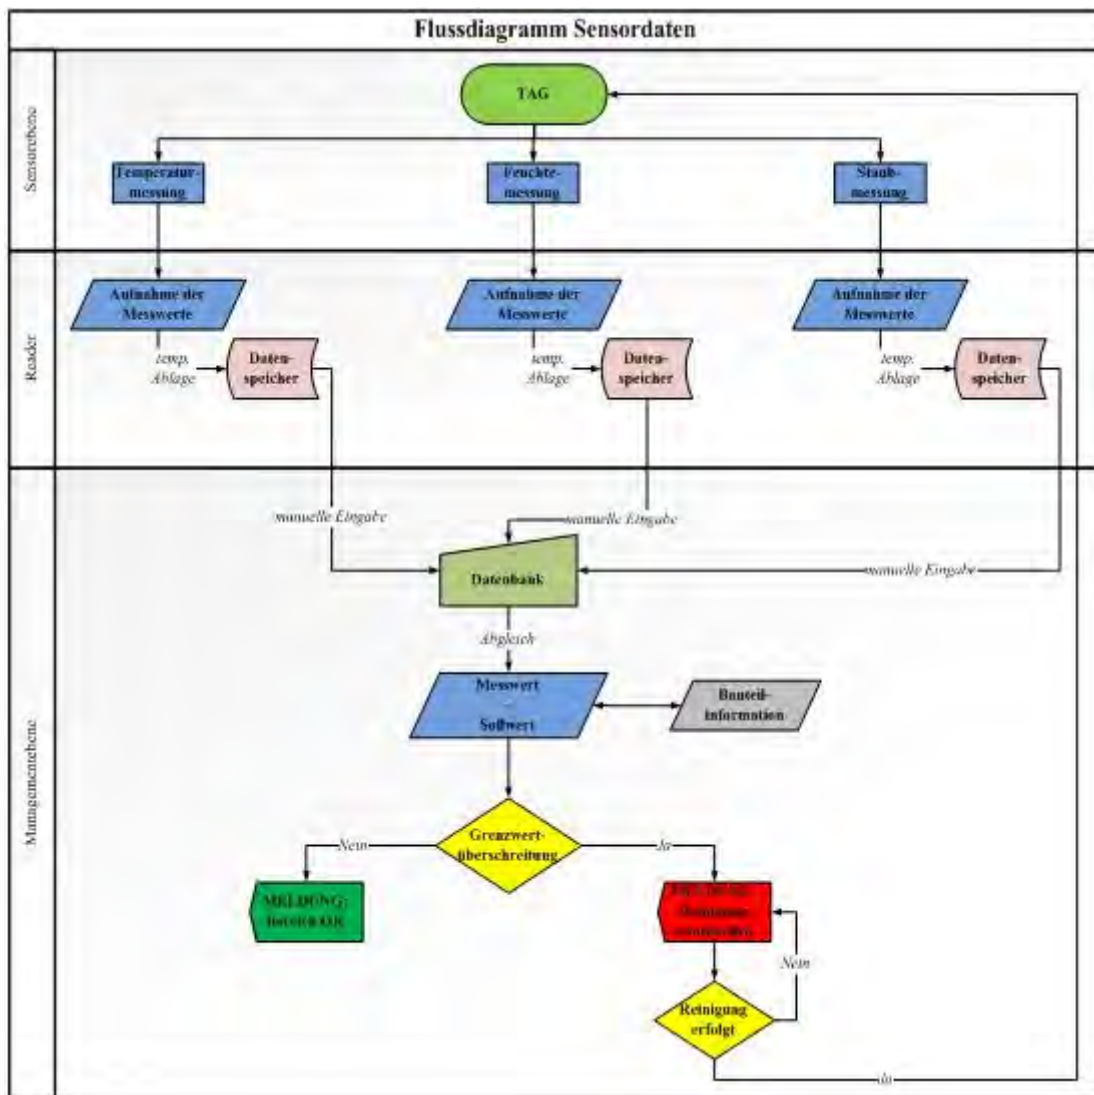 Flussdiagramm Sensordaten
Sensorebene
TAG
Temperatur-
messung
Feuchte-
messung
Staub-
messung
Reader
Aufnahme der
Messwerte
Aufnahme der
Messwerte
Aufnahme der
Messwerte
temp.
Ablage
Daten-
speicher
temp.
Ablage
Daten-
speicher
temp.
Ablage
Daten-
speicher
Managementebene
manuelle Eingabe
manuelle Eingabe
manuelle Eingabe
Datenbank
Abgleich
Messwert
-
Sollwert
Bauteil-
information
Grenzwert-
überschreitung
Nein
Ja
MELDUNG:
Nein
Reinigung
erfolgt
Ja